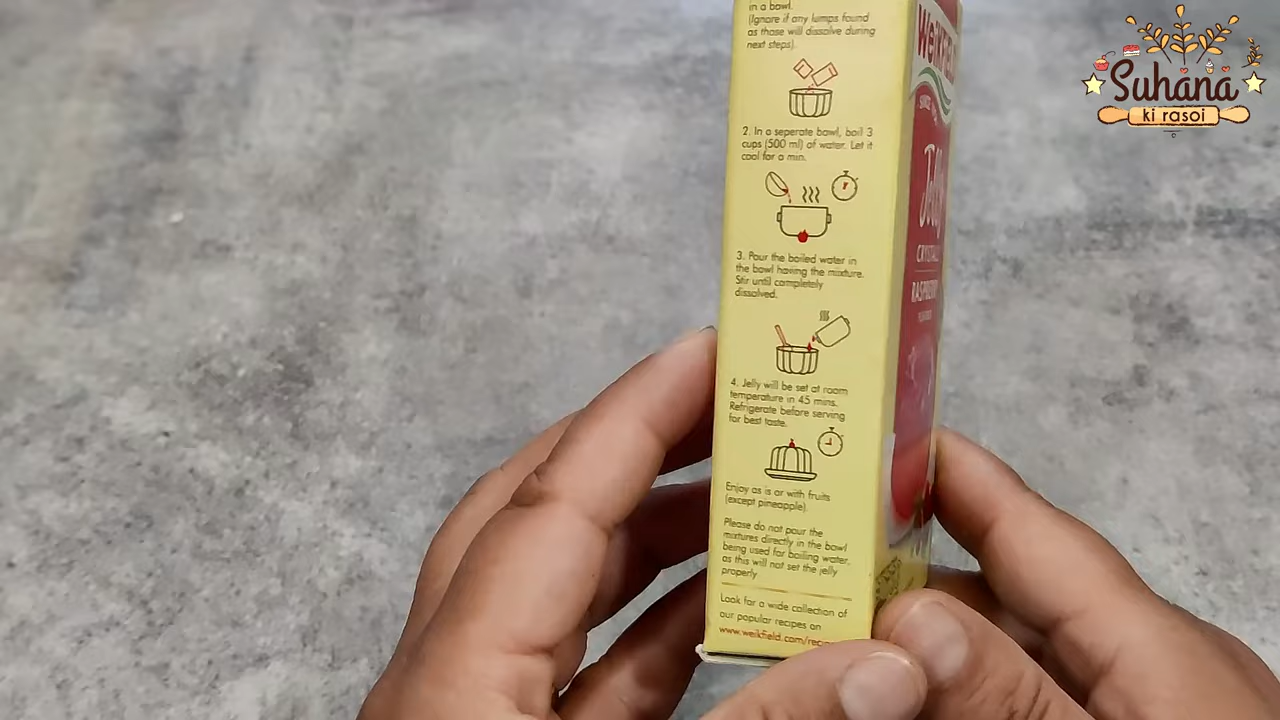 in a bowl.
(Ignore if any lumps found
as those will dissolve during
next steps).
2. In a seperate bowl, boil 3
cups (500 ml) of water. Let it
cool for a min.
3. Pour the boiled water in
the bowl having the mixture.
Stir until completely
dissolved.
4. Jelly will be set at room
temperature in 45 mins.
Refrigerate before serving
for best taste.
Enjoy as is or with fruits
(except pineapple).
Please do not pour the
mixtures directly in the bowl
being used for boiling water,
as this will not set the jelly
properly
Look for a wide collection of
our popular recipes on
www.weikfield.com/recip
WeiKFiELD
Jelly
CRYSTALS
RASPBERRY
Suhana
ki rasoi